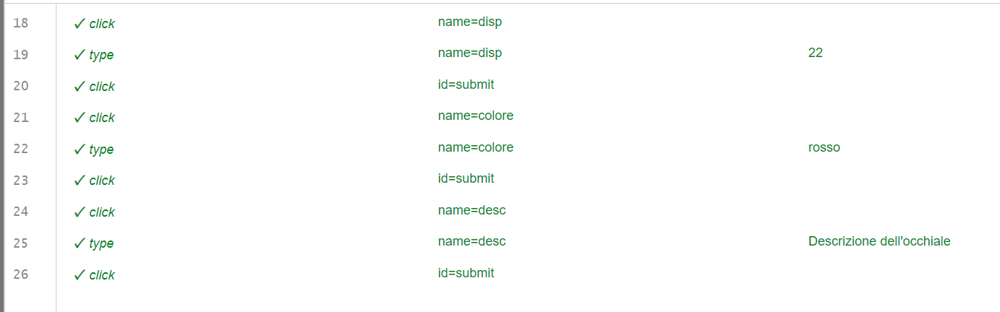 18 ✓ click name=disp
19 ✓ type name=disp 22
20 ✓ click id=submit
21 ✓ click name=colore
22 ✓ type name=colore rosso
23 ✓ click id=submit
24 ✓ click name=desc
25 ✓ type name=desc Descrizione dell'occhiale
26 ✓ click id=submit